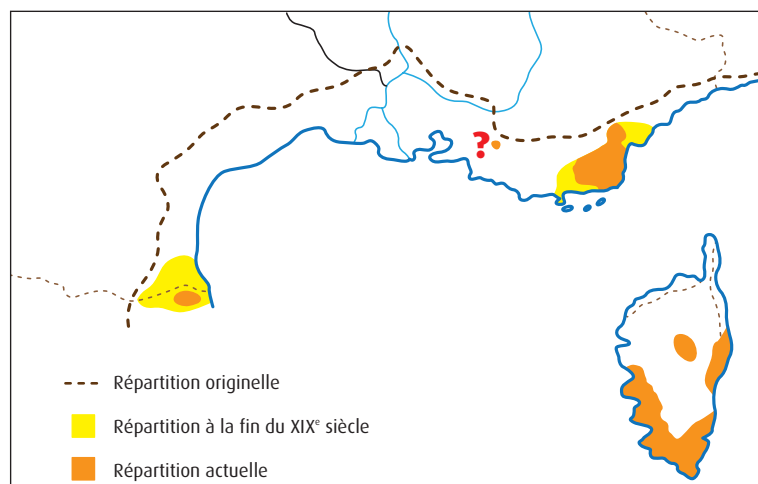 ?
Répartition originelle
Répartition à la fin du XIXᵉ siècle
Répartition actuelle